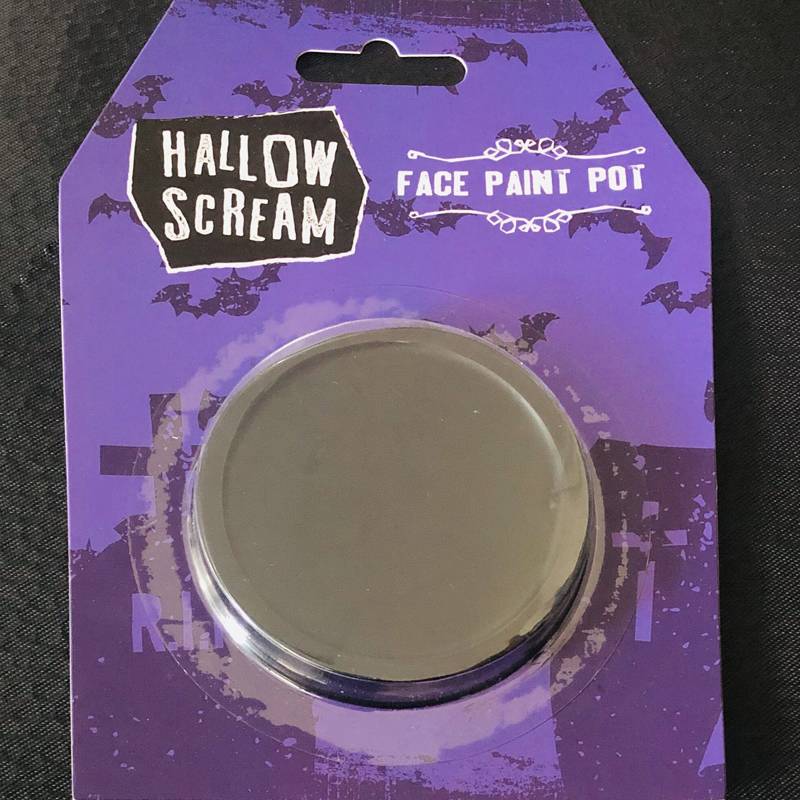 HALLOW
SCREAM
FACE PAINT POT
R.I